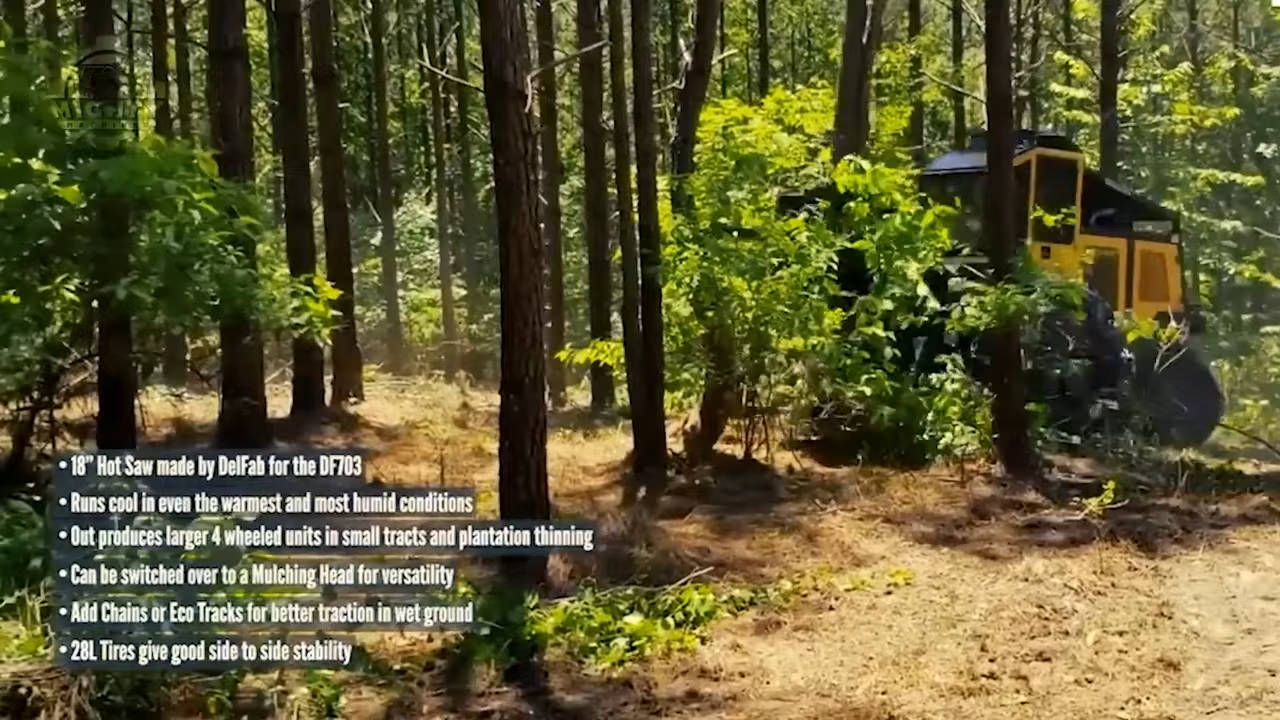 • 18” Hot Saw made by DelFab for the DF703
• Runs cool in even the warmest and most humid conditions
• Out produces larger 4 wheeled units in small tracts and plantation thinning
• Can be switched over to a Mulching Head for versatility
• Add Chains or Eco Tracks for better traction in wet ground
• 28L Tires give good side to side stability